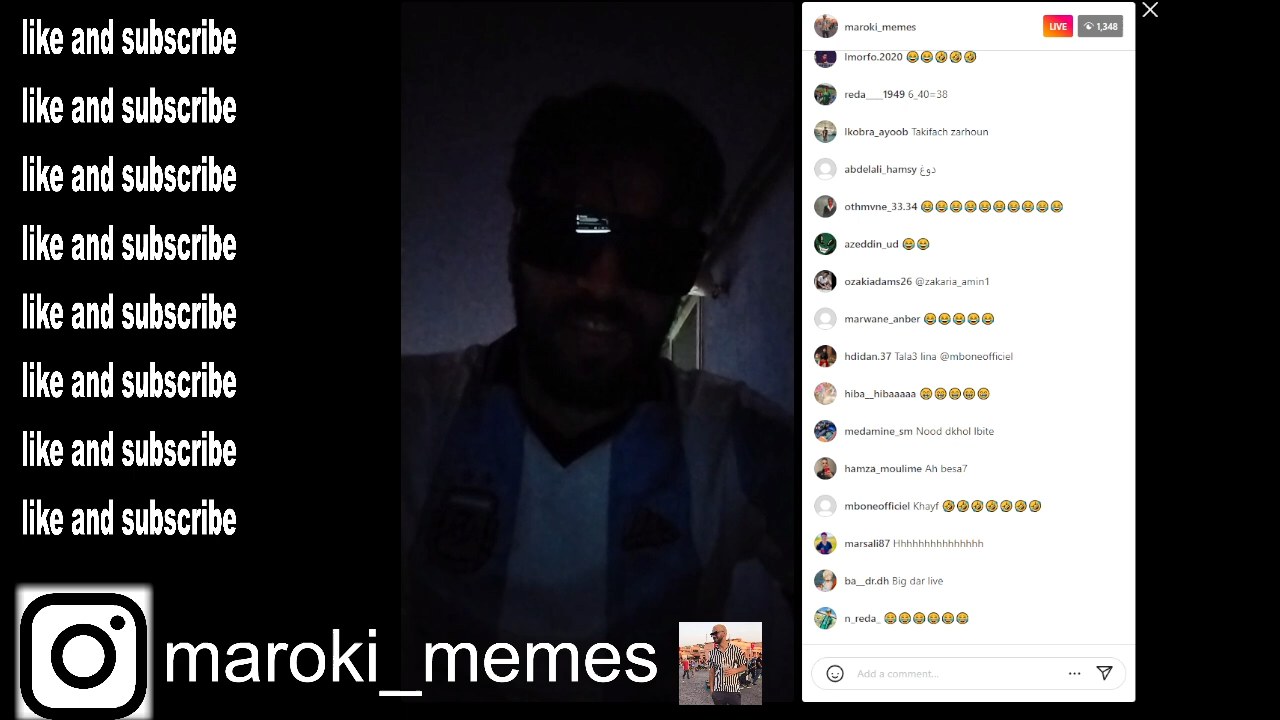 like and subscribe
like and subscribe
like and subscribe
like and subscribe
like and subscribe
like and subscribe
like and subscribe
like and subscribe
maroki_memes
maroki_memes LIVE 1,348
lmorfo.2020 😂😂🤣🤣🤣
reda____1949 6_40=38
lkobra_ayoob Takifach zarhoun
abdelali_hamsy دوغ
othmvne_33.34 😂😂😂😂😂😂😂😂😂😂
azeddin_ud 😂😂
ozakiadams26 @zakaria_amin1
marwane_anber 😂😂😂😂😂
hdidan.37 Tala3 lina @mboneofficiel
hiba__hibaaaaa 😂😂😂😂😂
medamine_sm Nood dkhol lbite
hamza_moulime Ah besa7
mboneofficiel Khayf 🤣🤣🤣🤣🤣🤣🤣
marsali87 Hhhhhhhhhhhhhhh
ba__dr.dh Big dar live
n_reda_ 😂😂😂😂😂😂
Add a comment...